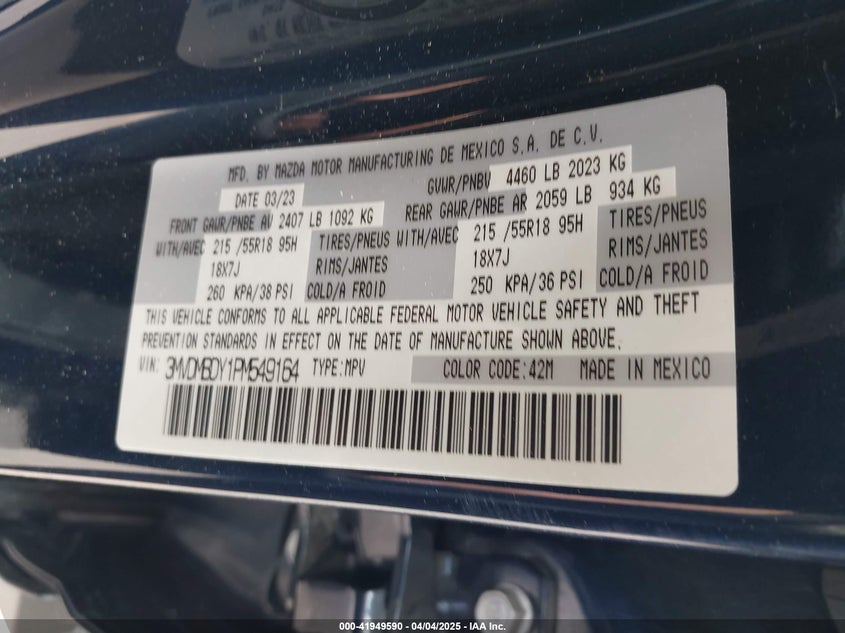 MFD. BY MAZDA MOTOR MANUFACTURING DE MEXICO S.A. DE C.V.
DATE 03/23 GVWR/PNBV 4460 LB 2023 KG
FRONT GAWR/PNBE AV 2407 LB 1092 KG REAR GAWR/PNBE AR 2059 LB 934 KG
WITH/AVEC 215 /55R18 95H TIRES/PNEUS WITH/AVEC 215 /55R18 95H TIRES/PNEUS
18X7J RIMS/JANTES 18X7J RIMS/JANTES
260 KPA/38 PSI COLD/A FROID 250 KPA/36 PSI COLD/A FROID
THIS VEHICLE CONFORMS TO ALL APPLICABLE FEDERAL MOTOR VEHICLE SAFETY AND THEFT
PREVENTION STANDARDS IN EFFECT ON THE DATE OF MANUFACTURE SHOWN ABOVE.
VIN: 3MVDMBDY1PM549164 TYPE:MPV COLOR CODE:42M MADE IN MEXICO
000-41949590 - 04/04/2025 - IAA Inc.